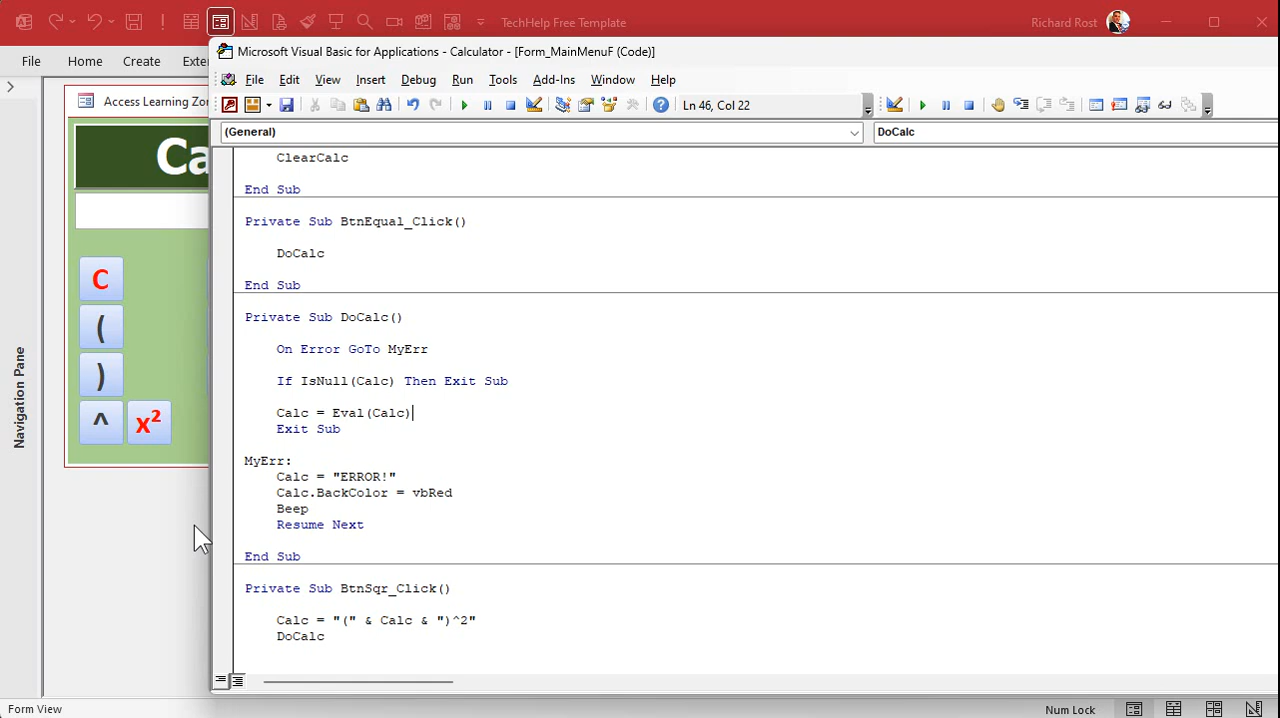 TechHelp Free Template
Richard Rost
File Home Create
Microsoft Visual Basic for Applications - Calculator - [Form_MainMenuF (Code)]
File Edit View Insert Debug Run Tools Add-Ins Window Help
Ln 46, Col 22
(General)
DoCalc
Access Learning Zo
Ca
C
(
)
^ x²
Navigation Pane
ClearCalc
End Sub
Private Sub BtnEqual_Click()
DoCalc
End Sub
Private Sub DoCalc()
On Error GoTo MyErr
If IsNull(Calc) Then Exit Sub
Calc = Eval(Calc)
Exit Sub
MyErr:
Calc = "ERROR!"
Calc.BackColor = vbRed
Beep
Resume Next
End Sub
Private Sub BtnSqr_Click()
Calc = "(" & Calc & ")^2"
DoCalc
Form View
Num Lock